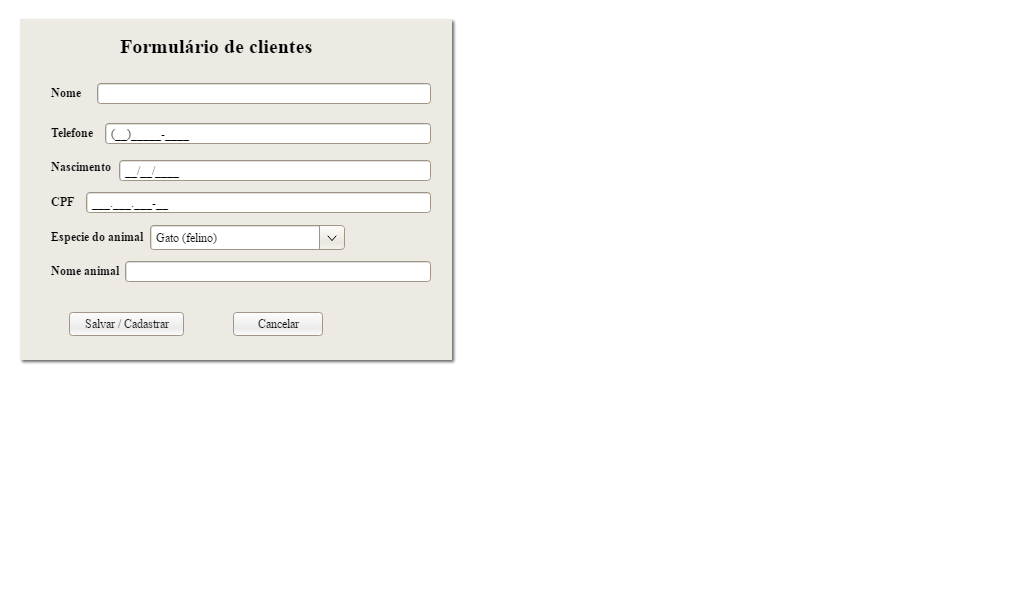 Formulário de clientes
Nome
Telefone (__)_____-____
Nascimento __/__/____
CPF ___.___.___-__
Especie do animal Gato (felino)
Nome animal
Salvar / Cadastrar Cancelar